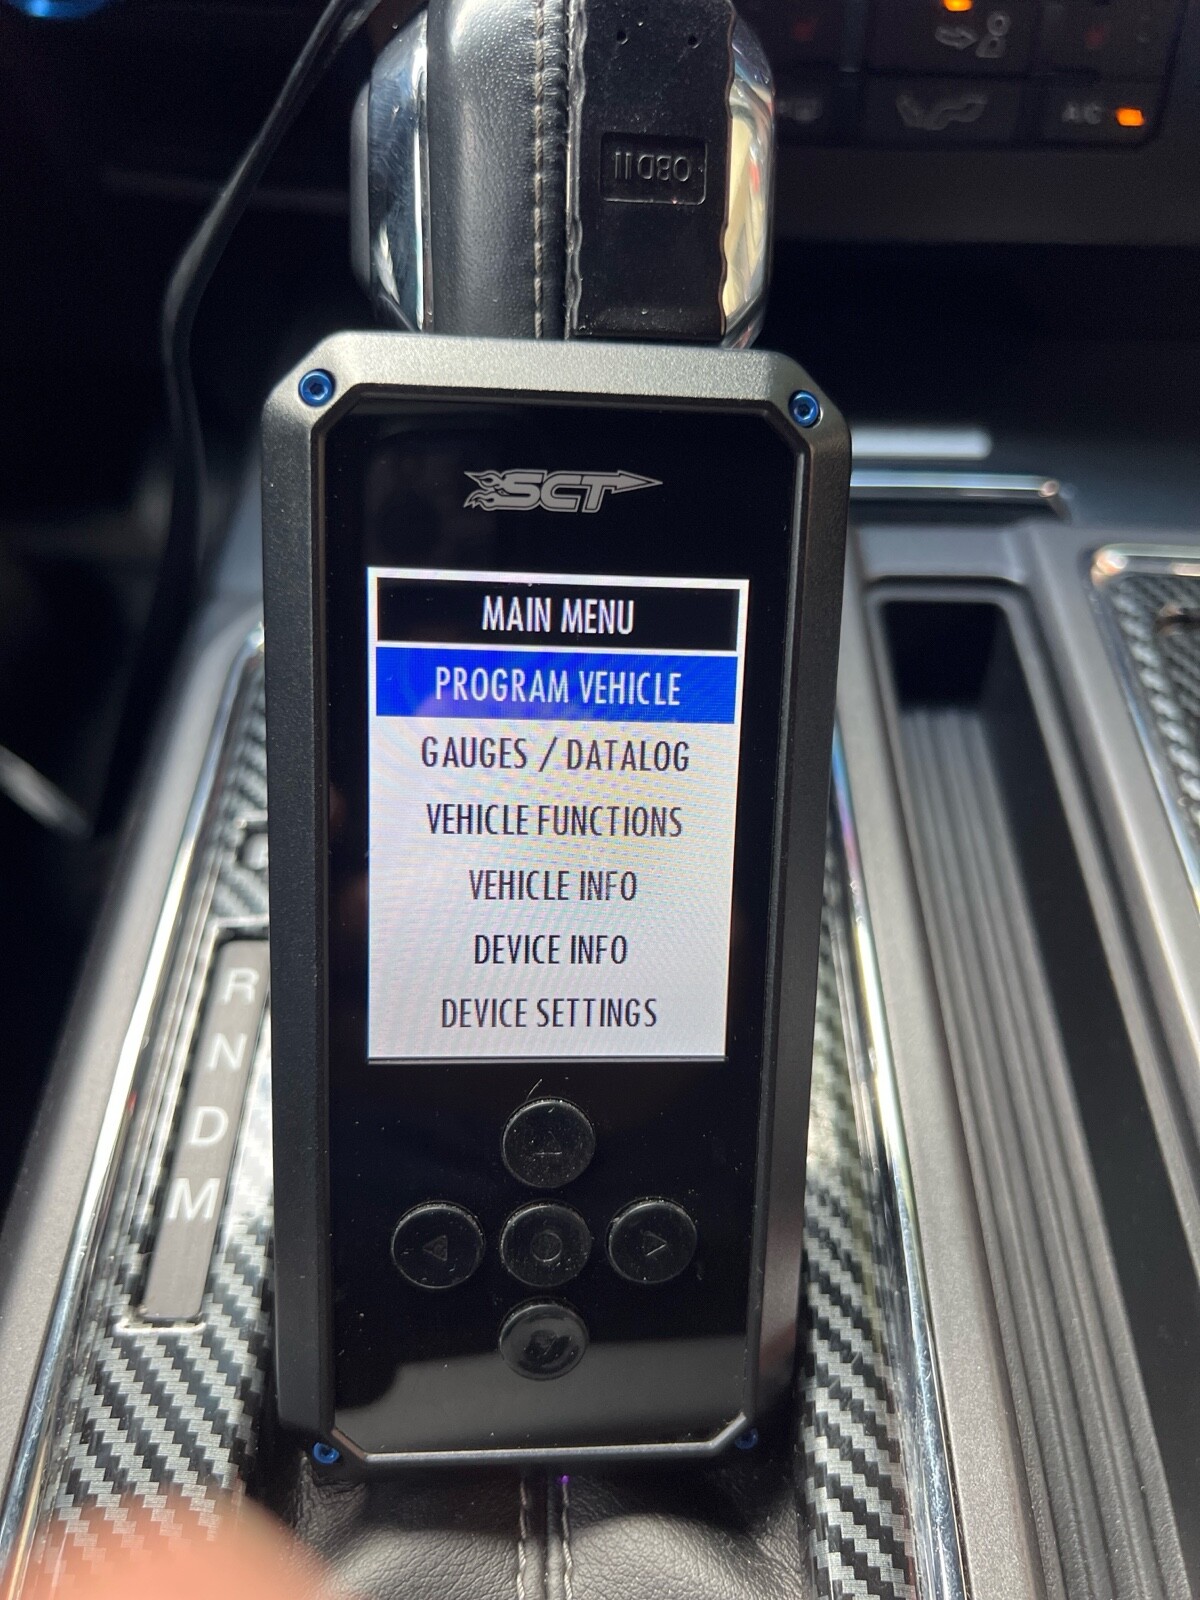 A/C
OBD II
SCT
MAIN MENU
PROGRAM VEHICLE
GAUGES / DATALOG
VEHICLE FUNCTIONS
VEHICLE INFO
DEVICE INFO
DEVICE SETTINGS
R
N
D
M